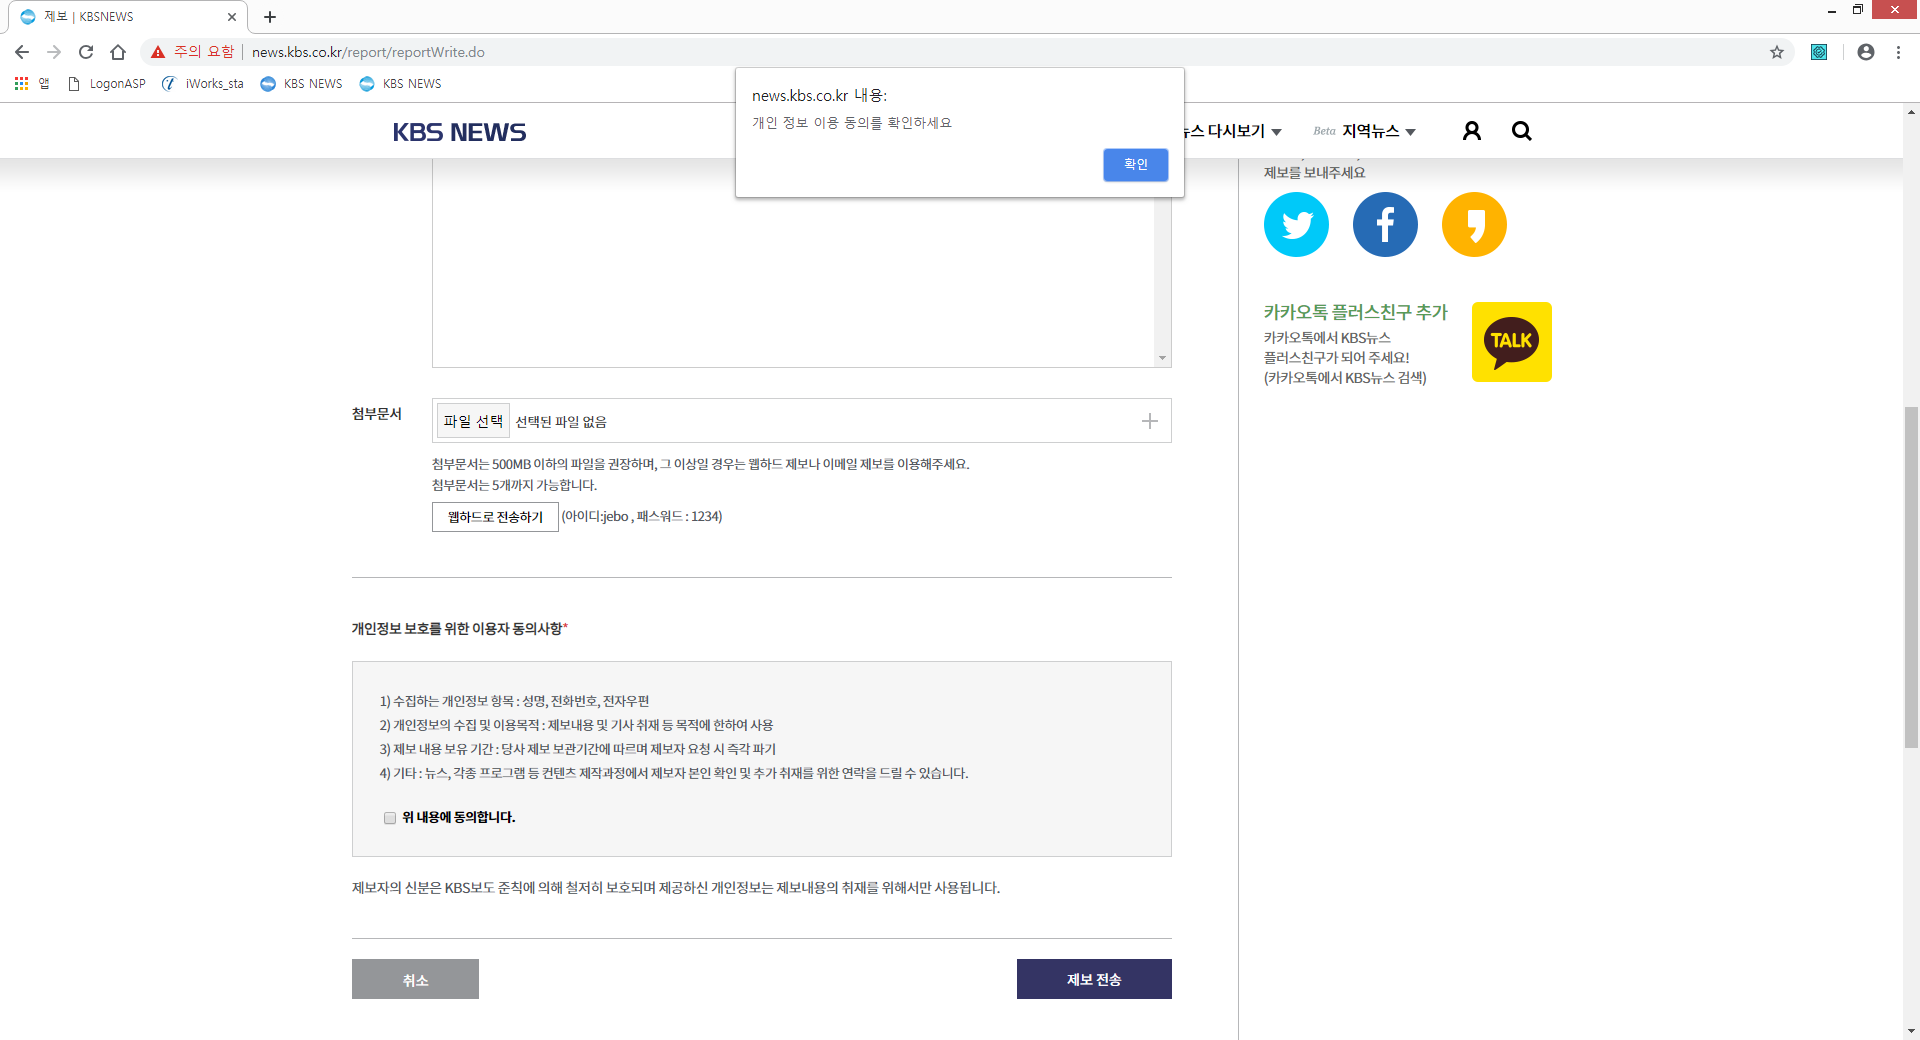 제보 | KBSNEWS
주의 요함 | news.kbs.co.kr/report/reportWrite.do
앱 LogonASP iWorks_sta KBS NEWS KBS NEWS
news.kbs.co.kr 내용:
개인 정보 이용 동의를 확인하세요
확인
KBS NEWS
뉴스 다시보기 Beta 지역뉴스
제보를 보내주세요
카카오톡 플러스친구 추가
카카오톡에서 KBS뉴스
플러스친구가 되어 주세요!
(카카오톡에서 KBS뉴스 검색)
TALK
첨부문서
파일 선택 선택된 파일 없음
첨부문서는 500MB 이하의 파일을 권장하며, 그 이상일 경우는 웹하드 제보나 이메일 제보를 이용해주세요.
첨부문서는 5개까지 가능합니다.
웹하드로 전송하기 (아이디:jebo , 패스워드 : 1234)
개인정보 보호를 위한 이용자 동의사항*
1) 수집하는 개인정보 항목 : 성명, 전화번호, 전자우편
2) 개인정보의 수집 및 이용목적 : 제보내용 및 기사 취재 등 목적에 한하여 사용
3) 제보 내용 보유 기간 : 당사 제보 보관기간에 따르며 제보자 요청 시 즉각 파기
4) 기타 : 뉴스, 각종 프로그램 등 컨텐츠 제작과정에서 제보자 본인 확인 및 추가 취재를 위한 연락을 드릴 수 있습니다.
위 내용에 동의합니다.
제보자의 신분은 KBS보도 준칙에 의해 철저히 보호되며 제공하신 개인정보는 제보내용의 취재를 위해서만 사용됩니다.
취소
제보 전송